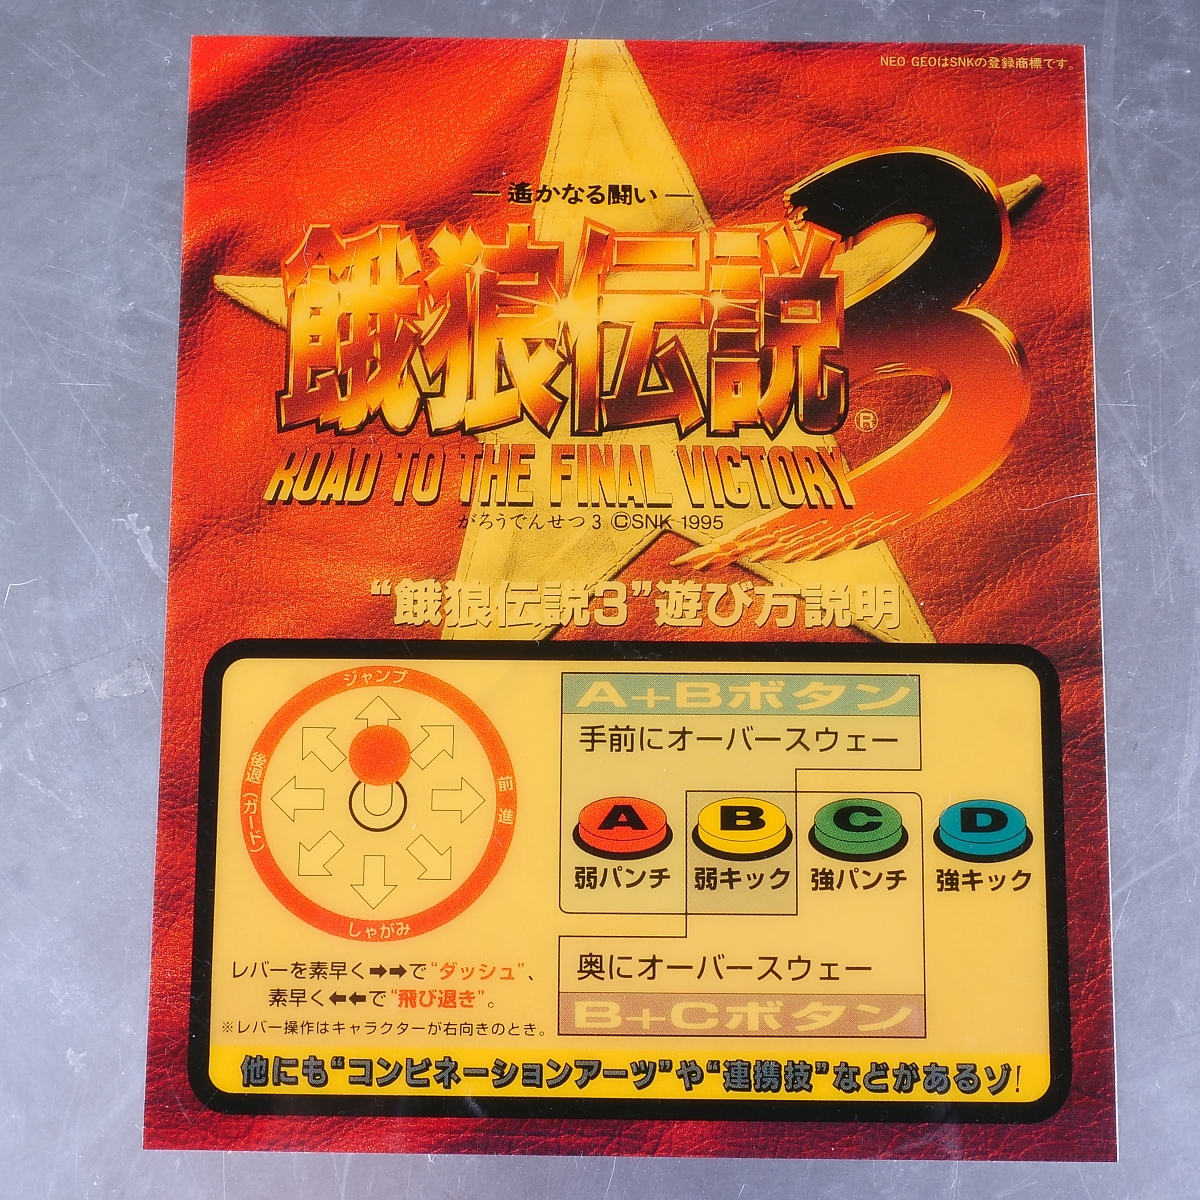 NEO GEOはSNKの登録商標です。
―遥かなる闘い―
餓狼伝説3
®
ROAD TO THE FINAL VICTORY
がろうでんせつ3 ©SNK 1995
“餓狼伝説3”遊び方説明
ジャンプ
後退(ガード)
前進
しゃがみ
レバーを素早く➡➡で“ダッシュ”、
素早く⬅⬅で“飛び退き”。
※レバー操作はキャラクターが右向きのとき。
A+Bボタン
手前にオーバースウェー
A B C D
弱パンチ 弱キック 強パンチ 強キック
奥にオーバースウェー
B+Cボタン
他にも“コンビネーションアーツ”や“連携技”などがあるゾ!